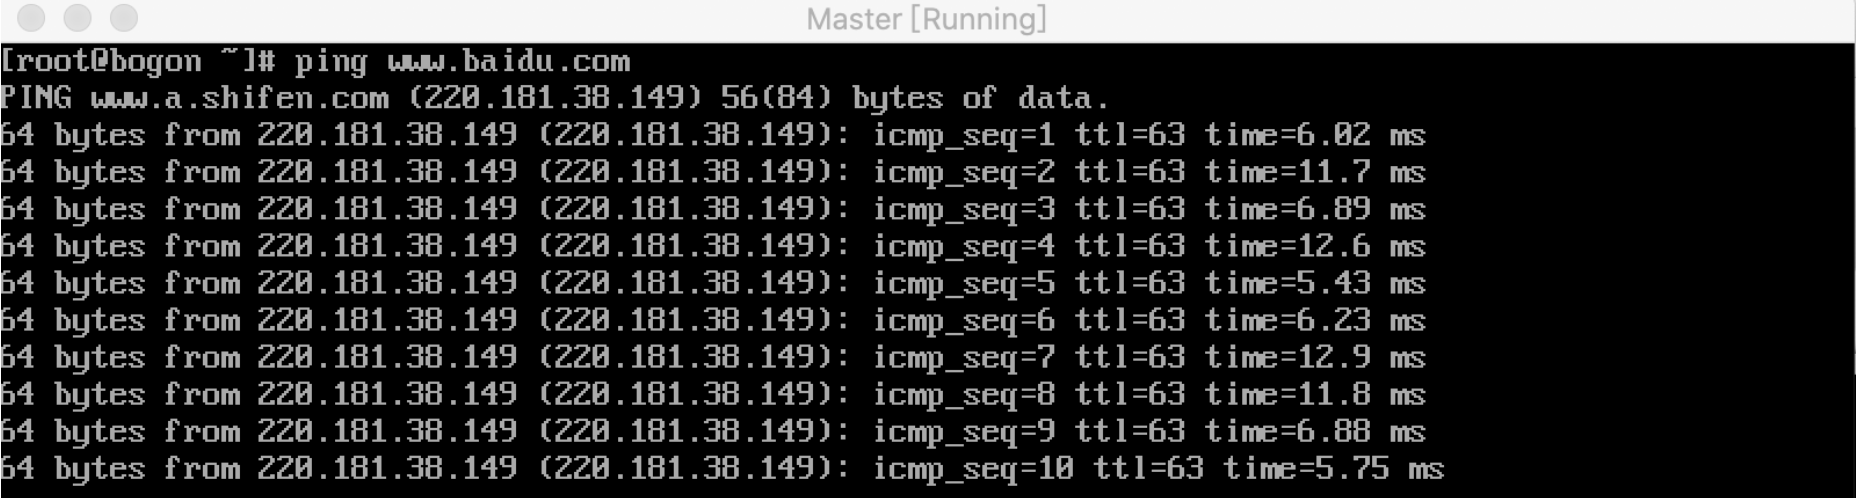 Master [Running]
[root@bogon ~]# ping www.baidu.com
PING www.a.shifen.com (220.181.38.149) 56(84) bytes of data.
64 bytes from 220.181.38.149 (220.181.38.149): icmp_seq=1 ttl=63 time=6.02 ms
64 bytes from 220.181.38.149 (220.181.38.149): icmp_seq=2 ttl=63 time=11.7 ms
64 bytes from 220.181.38.149 (220.181.38.149): icmp_seq=3 ttl=63 time=6.89 ms
64 bytes from 220.181.38.149 (220.181.38.149): icmp_seq=4 ttl=63 time=12.6 ms
64 bytes from 220.181.38.149 (220.181.38.149): icmp_seq=5 ttl=63 time=5.43 ms
64 bytes from 220.181.38.149 (220.181.38.149): icmp_seq=6 ttl=63 time=6.23 ms
64 bytes from 220.181.38.149 (220.181.38.149): icmp_seq=7 ttl=63 time=12.9 ms
64 bytes from 220.181.38.149 (220.181.38.149): icmp_seq=8 ttl=63 time=11.8 ms
64 bytes from 220.181.38.149 (220.181.38.149): icmp_seq=9 ttl=63 time=6.88 ms
64 bytes from 220.181.38.149 (220.181.38.149): icmp_seq=10 ttl=63 time=5.75 ms